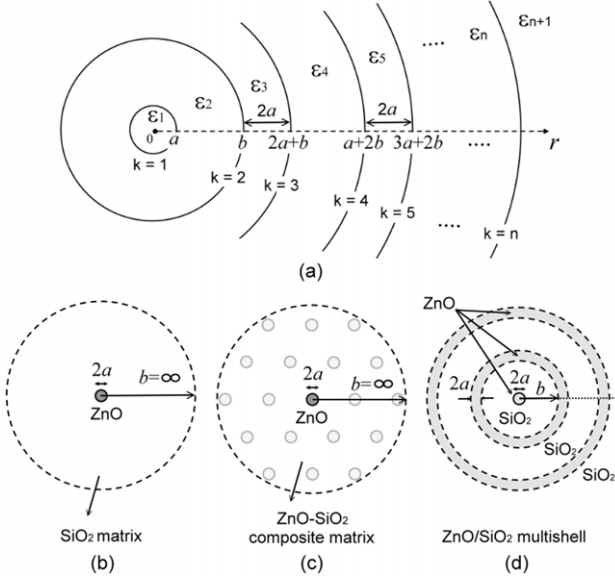 ε1 ε2 ε3 ε4 ε5 .... εn εn+1
2a 2a
0 a b 2a+b a+2b 3a+2b .... r
k = 1 k = 2 k = 3 k = 4 k = 5 .... k = n
(a)
2a b=∞
ZnO
SiO2 matrix
(b)
2a b=∞
ZnO
ZnO-SiO2
composite matrix
(c)
ZnO
2a 2a b
SiO2
SiO2
SiO2
ZnO/SiO2 multishell
(d)